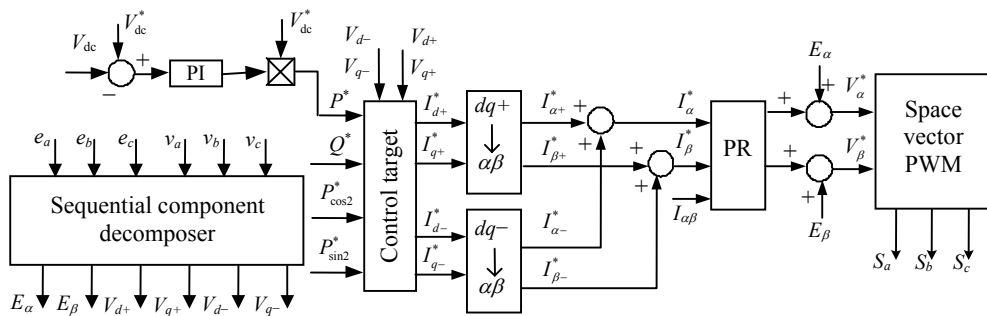 V*dc
V*dc
Vdc
+
−
PI
Vd−
Vq−
Vd+
Vq+
P*
Q*
P*cos2
P*sin2
ea eb ec va vb vc
Sequential component
decomposer
Eα Eβ Vd+ Vq+ Vd− Vq−
Control target
I*d+
I*q+
I*d−
I*q−
dq+
αβ
dq−
αβ
I*α+
I*β+
I*α−
I*β−
+
+
+
+
I*α
I*β
Iαβ
PR
Eα
+
+
V*α
+
+
V*β
Eβ
Space
vector
PWM
Sa Sb Sc